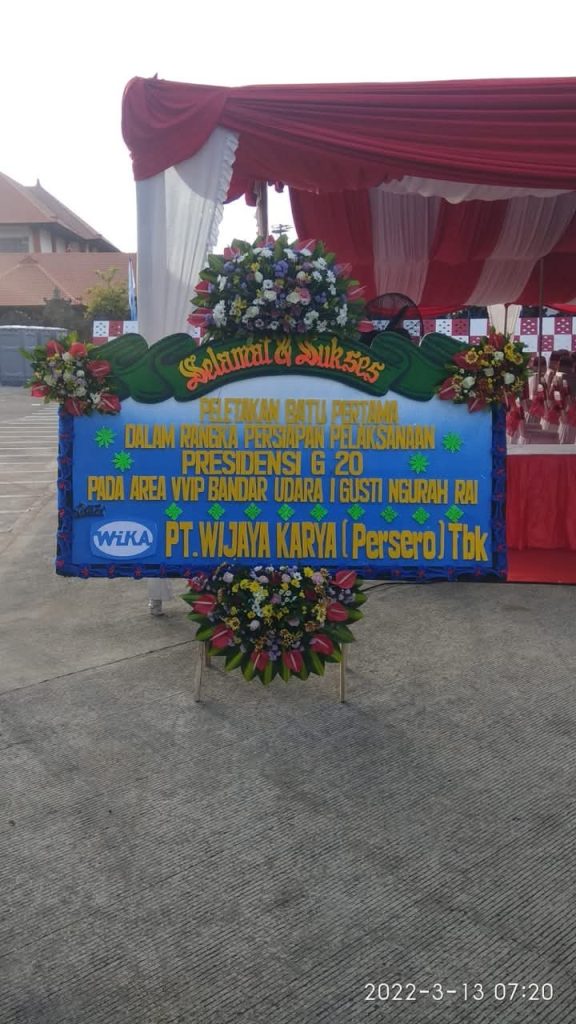 Selamat & Sukses
PELETAKAN BATU PERTAMA
DALAM RANGKA PERSIAPAN PELAKSANAAN
PRESIDENSI G 20
PADA AREA VVIP BANDAR UDARA I GUSTI NGURAH RAI
WIKA PT.WIJAYA KARYA (Persero) Tbk
2022-3-13 07:20